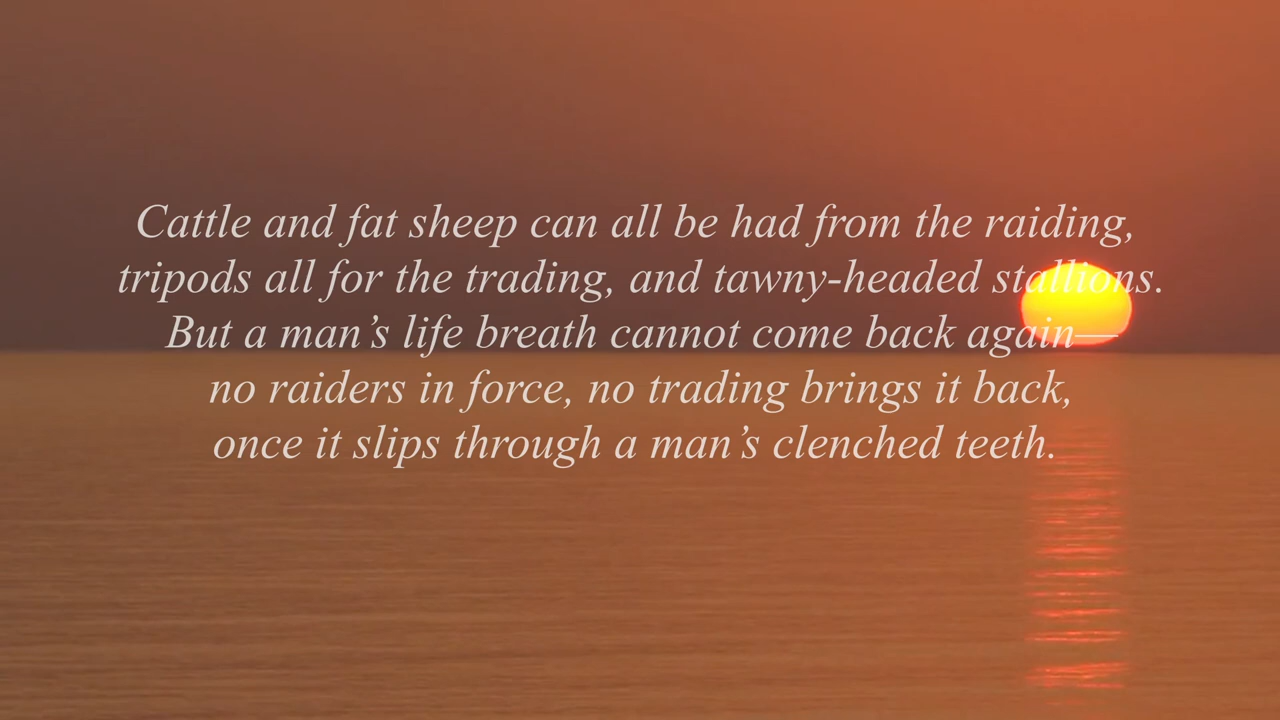 Cattle and fat sheep can all be had from the raiding,
tripods all for the trading, and tawny-headed stallions.
But a man’s life breath cannot come back again—
no raiders in force, no trading brings it back,
once it slips through a man’s clenched teeth.